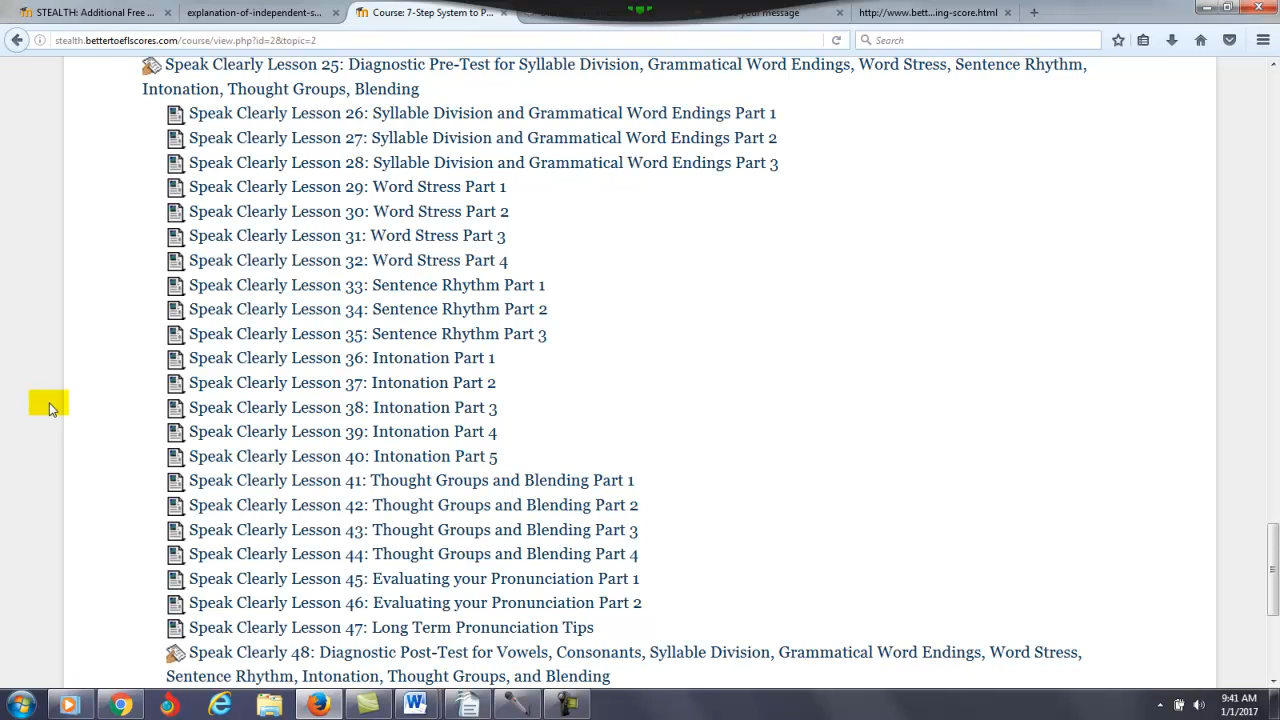 STEALTH: Additional Free ...
explanation-of-independent-s...
Course: 7-Step System to P...
your message
http://www.bett...ing-score.html
stealth.bettertoeflscores.com/course/view.php?id=2&topic=2
Search
Speak Clearly Lesson 25: Diagnostic Pre-Test for Syllable Division, Grammatical Word Endings, Word Stress, Sentence Rhythm,
Intonation, Thought Groups, Blending
Speak Clearly Lesson 26: Syllable Division and Grammatical Word Endings Part 1
Speak Clearly Lesson 27: Syllable Division and Grammatical Word Endings Part 2
Speak Clearly Lesson 28: Syllable Division and Grammatical Word Endings Part 3
Speak Clearly Lesson 29: Word Stress Part 1
Speak Clearly Lesson 30: Word Stress Part 2
Speak Clearly Lesson 31: Word Stress Part 3
Speak Clearly Lesson 32: Word Stress Part 4
Speak Clearly Lesson 33: Sentence Rhythm Part 1
Speak Clearly Lesson 34: Sentence Rhythm Part 2
Speak Clearly Lesson 35: Sentence Rhythm Part 3
Speak Clearly Lesson 36: Intonation Part 1
Speak Clearly Lesson 37: Intonation Part 2
Speak Clearly Lesson 38: Intonation Part 3
Speak Clearly Lesson 39: Intonation Part 4
Speak Clearly Lesson 40: Intonation Part 5
Speak Clearly Lesson 41: Thought Groups and Blending Part 1
Speak Clearly Lesson 42: Thought Groups and Blending Part 2
Speak Clearly Lesson 43: Thought Groups and Blending Part 3
Speak Clearly Lesson 44: Thought Groups and Blending Part 4
Speak Clearly Lesson 45: Evaluating your Pronunciation Part 1
Speak Clearly Lesson 46: Evaluating your Pronunciation Part 2
Speak Clearly Lesson 47: Long Term Pronunciation Tips
Speak Clearly 48: Diagnostic Post-Test for Vowels, Consonants, Syllable Division, Grammatical Word Endings, Word Stress,
Sentence Rhythm, Intonation, Thought Groups, and Blending
9:41 AM
1/1/2017